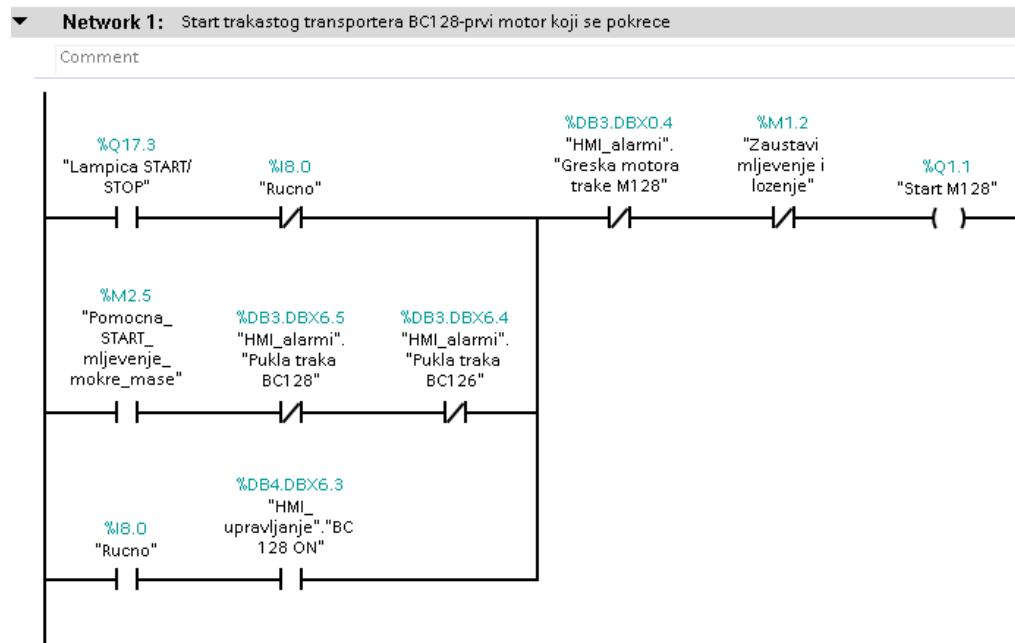 Network 1: Start trakastog transportera BC128-prvi motor koji se pokrece
Comment
%Q17.3
"Lampica START/
STOP"
%I8.0
"Rucno"
%DB3.DBX0.4
"HMI_alarmi".
"Greska motora
trake M128"
%M1.2
"Zaustavi
mljevenje i
lozenje"
%Q1.1
"Start M128"
%M2.5
"Pomocna_
START_
mljevenje_
mokre_mase"
%DB3.DBX6.5
"HMI_alarmi".
"Pukla traka
BC128"
%DB3.DBX6.4
"HMI_alarmi".
"Pukla traka
BC126"
%I8.0
"Rucno"
%DB4.DBX6.3
"HMI_
upravljanje"."BC
128 ON"